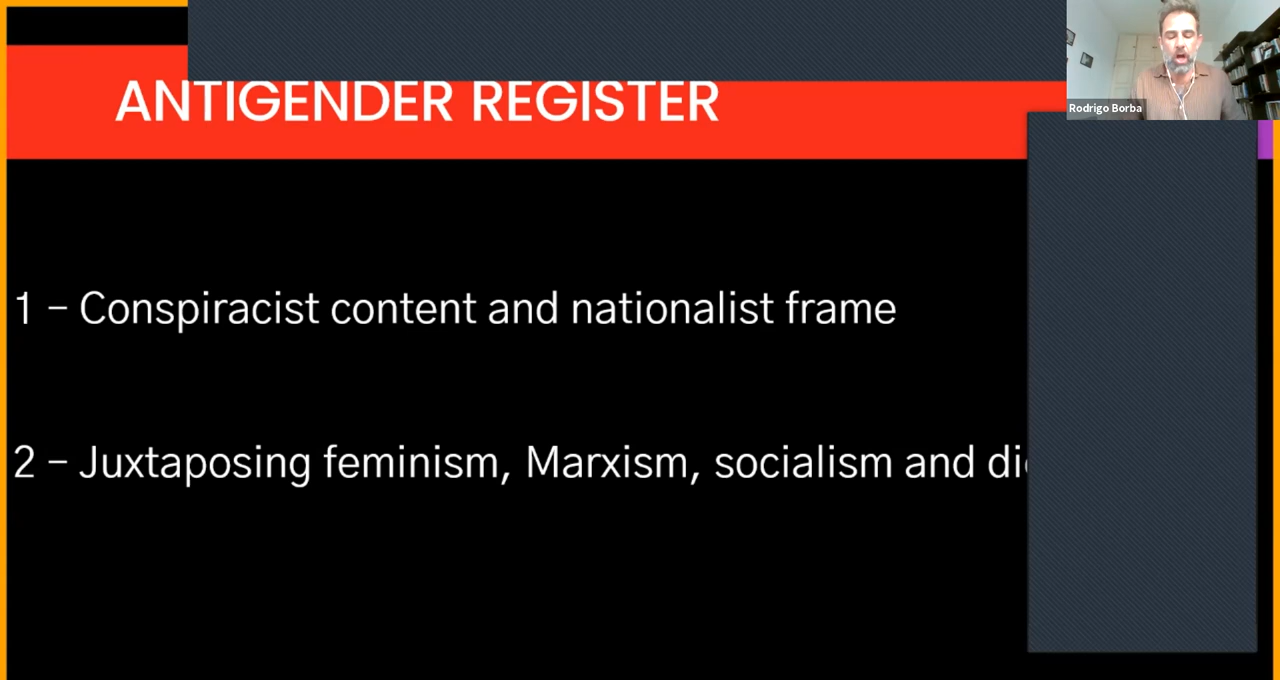 ANTIGENDER REGISTER
Rodrigo Borba
1 – Conspiracist content and nationalist frame
2 – Juxtaposing feminism, Marxism, socialism and